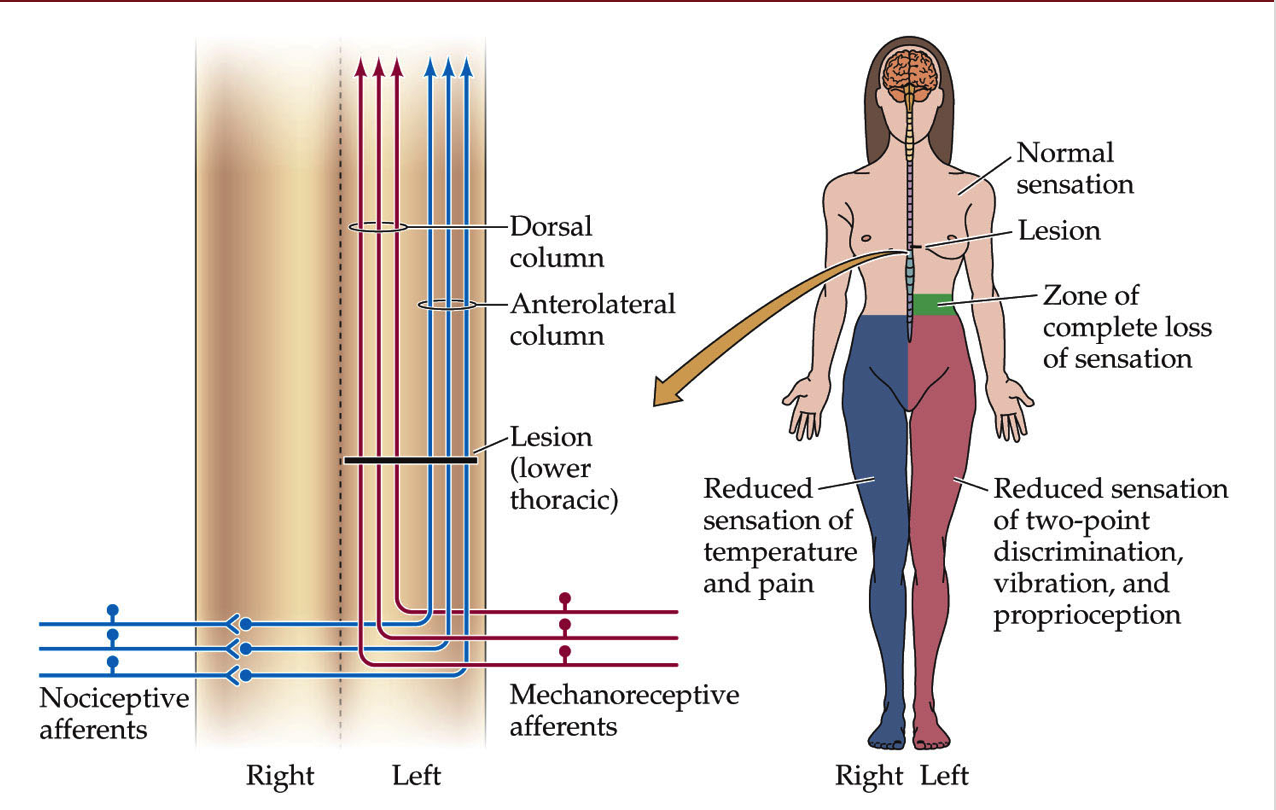 Dorsal
column
Anterolateral
column
Lesion
(lower
thoracic)
Nociceptive
afferents
Mechanoreceptive
afferents
Right
Left
Normal
sensation
Lesion
Zone of
complete loss
of sensation
Reduced
sensation of
temperature
and pain
Reduced sensation
of two-point
discrimination,
vibration, and
proprioception
Right
Left